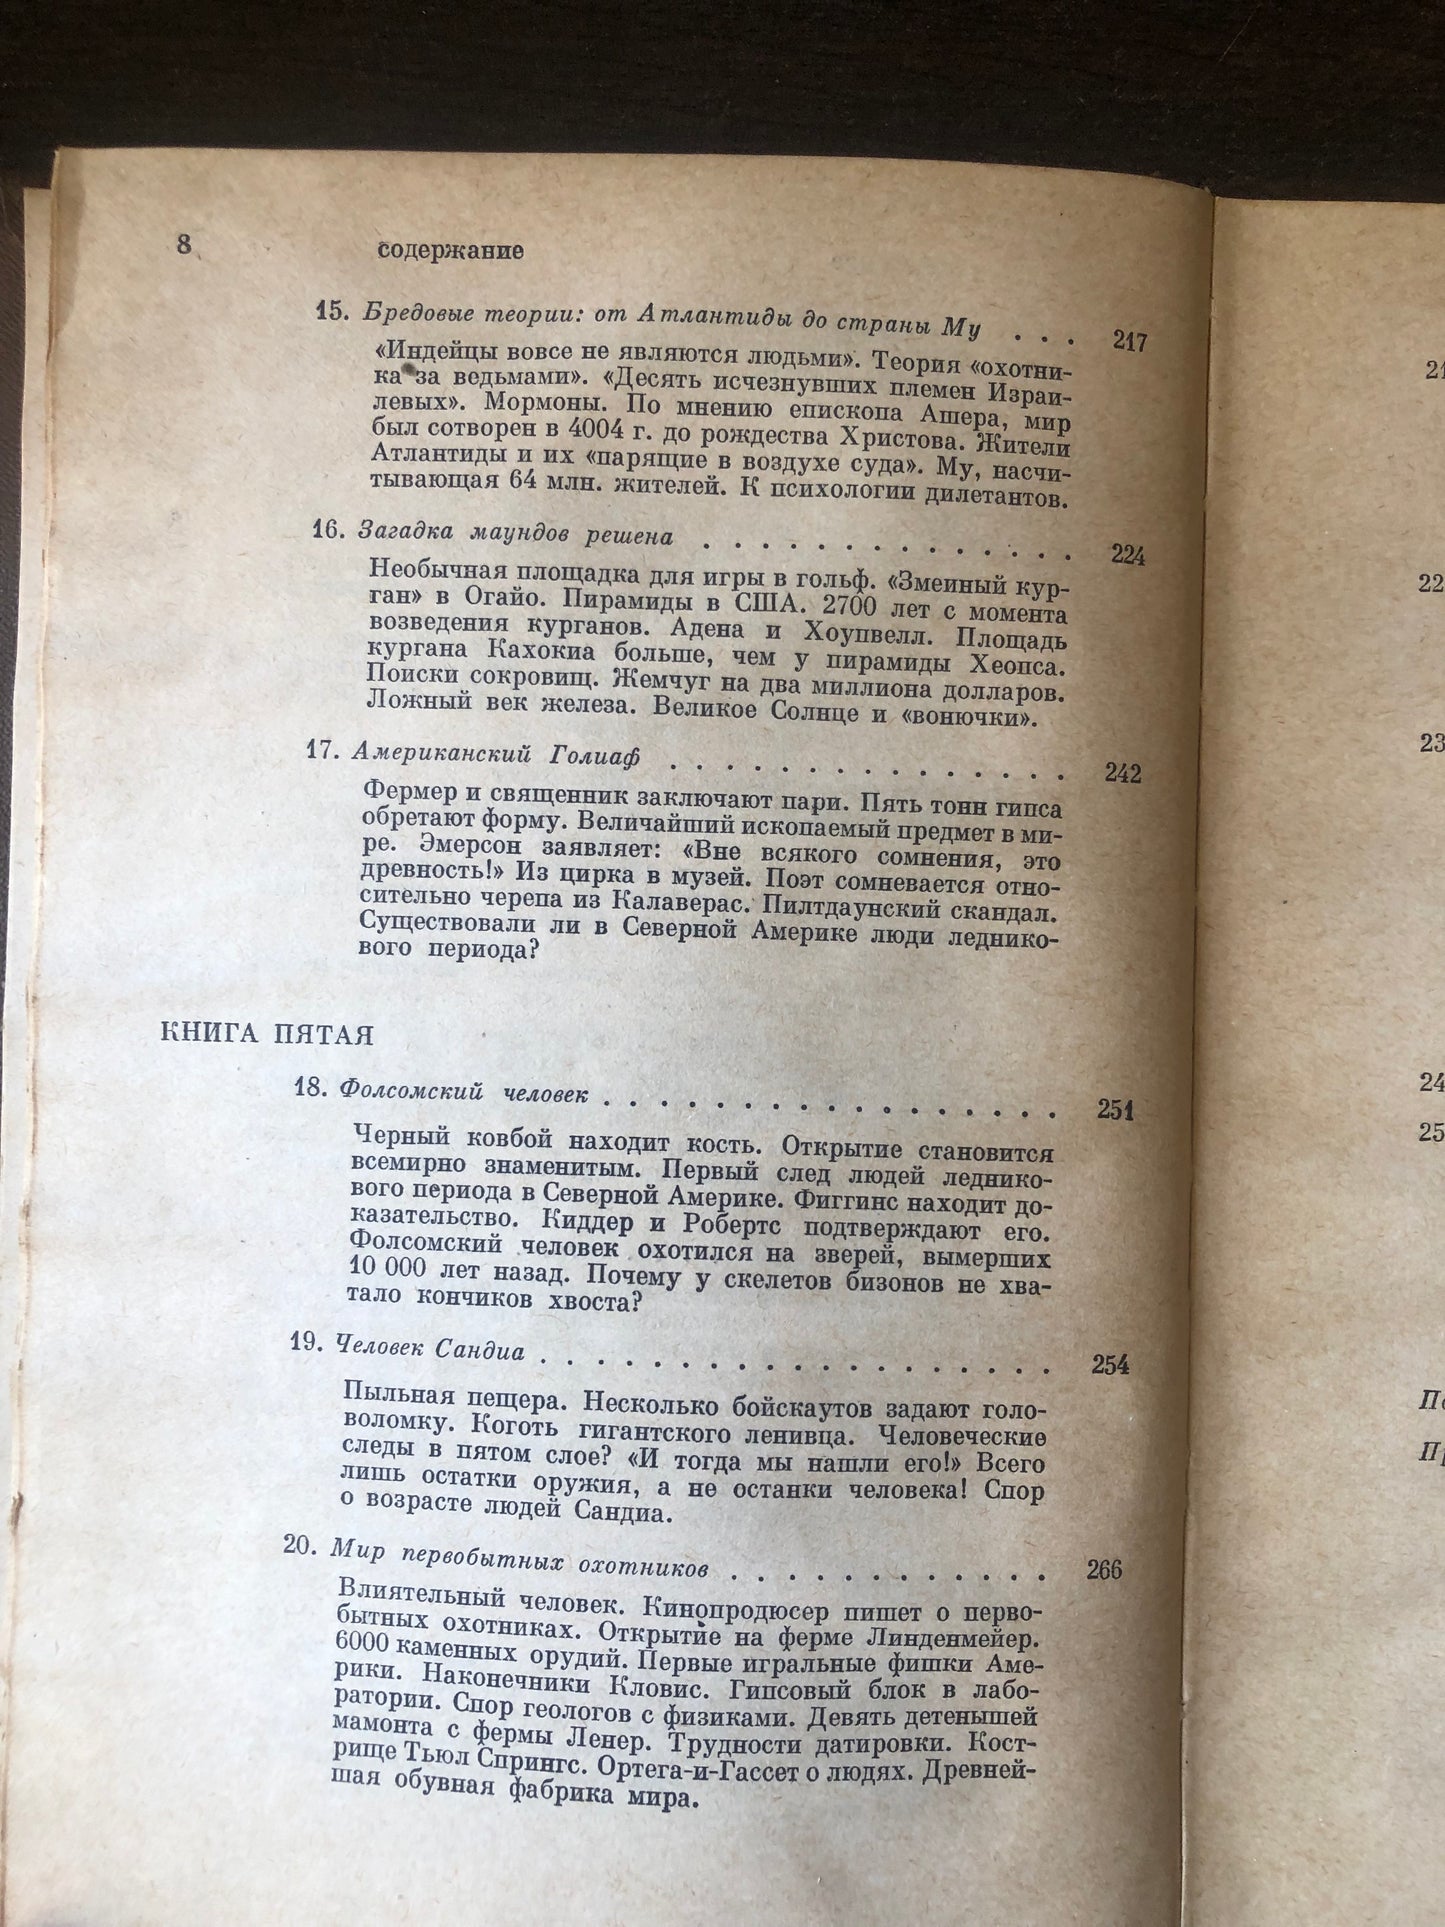 8 содержание
15. Бредовые теории: от Атлантиды до страны Му . . . 217
«Индейцы вовсе не являются людьми». Теория «охотни-
ка за ведьмами». «Десять исчезнувших племен Израи-
левых». Мормоны. По мнению епископа Ашера, мир
был сотворен в 4004 г. до рождества Христова. Жители
Атлантиды и их «парящие в воздухе суда». Му, насчи-
тывающая 64 млн. жителей. К психологии дилетантов.
16. Загадка маундов решена . . . . . . . . . . . . . . 224
Необычная площадка для игры в гольф. «Змеиный кур-
ган» в Огайо. Пирамиды в США. 2700 лет с момента
возведения курганов. Адена и Хоупвелл. Площадь
кургана Кахокиа больше, чем у пирамиды Хеопса.
Поиски сокровищ. Жемчуг на два миллиона долларов.
Ложный век железа. Великое Солнце и «вонючки».
17. Американский Голиаф . . . . . . . . . . . . . . . 242
Фермер и священник заключают пари. Пять тонн гипса
обретают форму. Величайший ископаемый предмет в ми-
ре. Эмерсон заявляет: «Вне всякого сомнения, это
древность!» Из цирка в музей. Поэт сомневается отно-
сительно черепа из Калаверас. Пилтдаунский скандал.
Существовали ли в Северной Америке люди леднико-
вого периода?
КНИГА ПЯТАЯ
18. Фолсомский человек . . . . . . . . . . . . . . . . . 251
Черный ковбой находит кость. Открытие становится
всемирно знаменитым. Первый след людей леднико-
вого периода в Северной Америке. Фиггинс находит до-
казательство. Киддер и Робертс подтверждают его.
Фолсомский человек охотился на зверей, вымерших
10 000 лет назад. Почему у скелетов бизонов не хва-
тало кончиков хвоста?
19. Человек Сандиа . . . . . . . . . . . . . . . . . . . 254
Пыльная пещера. Несколько бойскаутов задают голо-
воломку. Коготь гигантского ленивца. Человеческие
следы в пятом слое? «И тогда мы нашли его!» Всего
лишь остатки оружия, а не останки человека! Спор
о возрасте людей Сандиа.
20. Мир первобытных охотников . . . . . . . . . . . . 266
Влиятельный человек. Кинопродюсер пишет о перво-
бытных охотниках. Открытие на ферме Линденмейер.
6000 каменных орудий. Первые игральные фишки Аме-
рики. Наконечники Кловис. Гипсовый блок в лабо-
ратории. Спор геологов с физиками. Девять детенышей
мамонта с фермы Ленер. Трудности датировки. Кост-
рище Тьюл Спрингс. Ортега-и-Гассет о людях. Древней-
шая обувная фабрика мира.
22
23
24
25